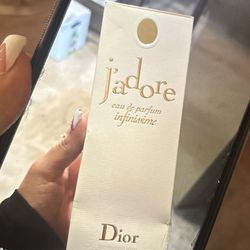 j'adore
eau de parfum
infinissime
Dior